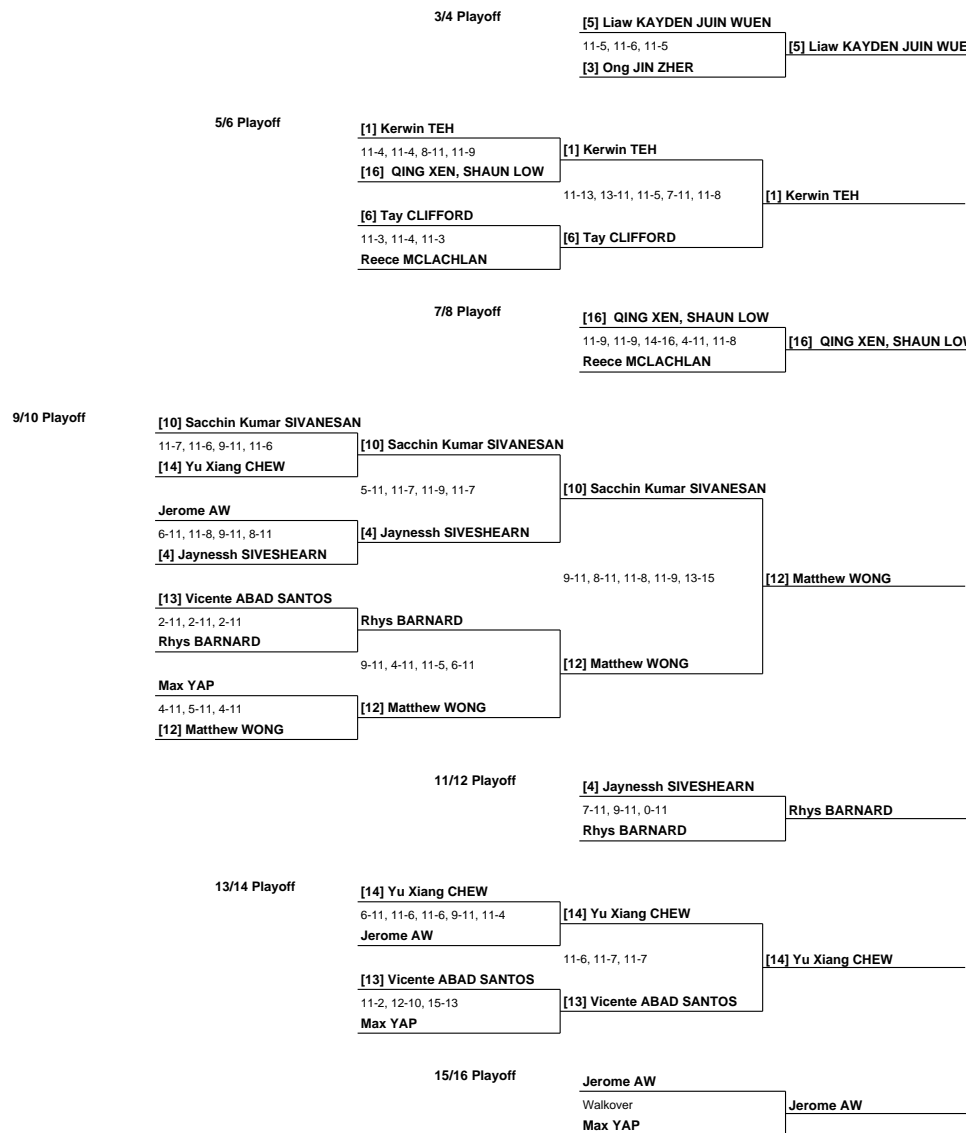 3/4 Playoff
[5] Liaw KAYDEN JUIN WUEN
11-5, 11-6, 11-5
[5] Liaw KAYDEN JUIN WUE
[3] Ong JIN ZHER
5/6 Playoff
[1] Kerwin TEH
11-4, 11-4, 8-11, 11-9
[1] Kerwin TEH
[16] QING XEN, SHAUN LOW
11-13, 13-11, 11-5, 7-11, 11-8
[1] Kerwin TEH
[6] Tay CLIFFORD
11-3, 11-4, 11-3
[6] Tay CLIFFORD
Reece MCLACHLAN
7/8 Playoff
[16] QING XEN, SHAUN LOW
11-9, 11-9, 14-16, 4-11, 11-8
[16] QING XEN, SHAUN LOW
Reece MCLACHLAN
9/10 Playoff
[10] Sacchin Kumar SIVANESAN
11-7, 11-6, 9-11, 11-6
[10] Sacchin Kumar SIVANESAN
[14] Yu Xiang CHEW
5-11, 11-7, 11-9, 11-7
[10] Sacchin Kumar SIVANESAN
Jerome AW
6-11, 11-8, 9-11, 8-11
[4] Jaynessh SIVESHEARN
[4] Jaynessh SIVESHEARN
9-11, 8-11, 11-8, 11-9, 13-15
[12] Matthew WONG
[13] Vicente ABAD SANTOS
2-11, 2-11, 2-11
Rhys BARNARD
Rhys BARNARD
9-11, 4-11, 11-5, 6-11
[12] Matthew WONG
Max YAP
4-11, 5-11, 4-11
[12] Matthew WONG
[12] Matthew WONG
11/12 Playoff
[4] Jaynessh SIVESHEARN
7-11, 9-11, 0-11
Rhys BARNARD
Rhys BARNARD
13/14 Playoff
[14] Yu Xiang CHEW
6-11, 11-6, 11-6, 9-11, 11-4
[14] Yu Xiang CHEW
Jerome AW
11-6, 11-7, 11-7
[14] Yu Xiang CHEW
[13] Vicente ABAD SANTOS
11-2, 12-10, 15-13
[13] Vicente ABAD SANTOS
Max YAP
15/16 Playoff
Jerome AW
Walkover
Jerome AW
Max YAP